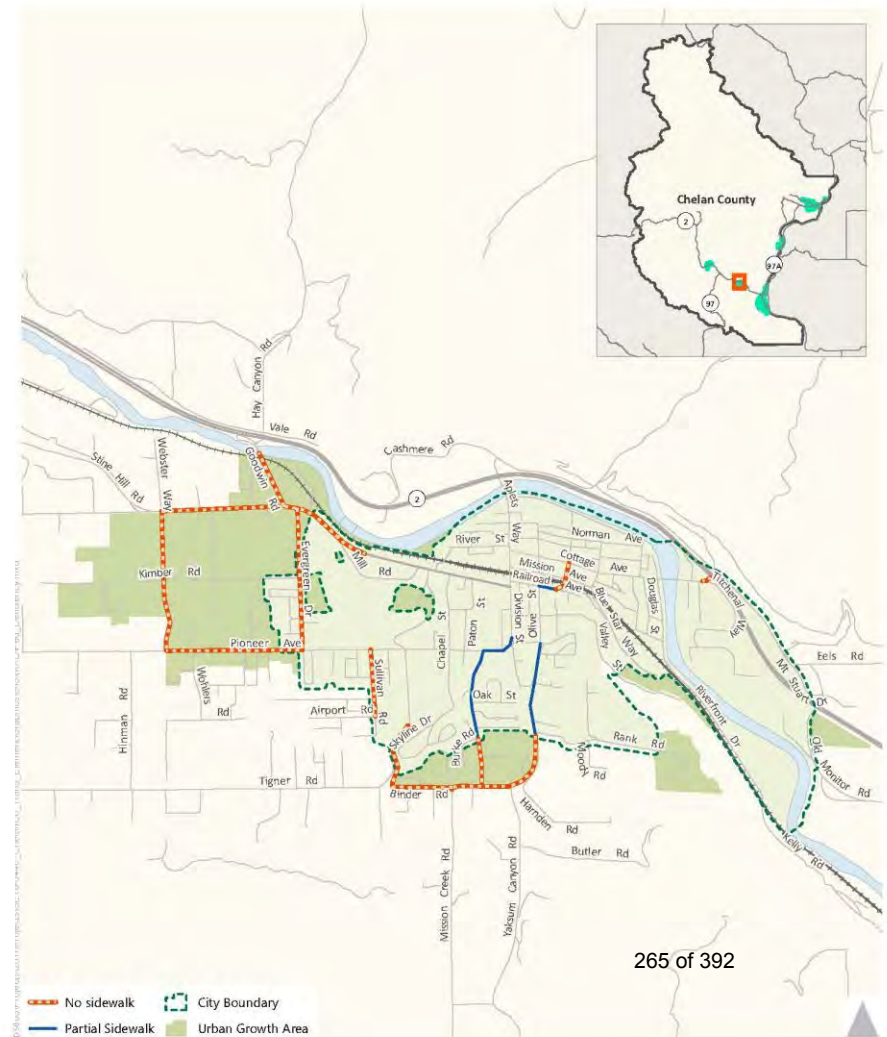 Chelan County
2
97A
97
Hay Canyon Rd
Vale Rd
Cashmere Rd
2
Stine Hill Rd
Webster Way
Goodwin Rd
Aplets Way
River St
Norman Ave
Mill Rd
Evergreen Dr
Kimber Rd
Mission Ave
Cottage Ave
Railroad Ave
Titchenal Way
Blue Star Way
Douglas St
Chapel St
Paton St
Division St
Olive St
Valley St
Pioneer Ave
Eels Rd
Mt Stuart Dr
Hinman Rd
Wohlers Rd
Sullivan Rd
Airport Rd
Oak St
Skyline Dr
Burke Rd
Rank Rd
Riverfront Dr
Old Monitor Rd
Moody Rd
Tigner Rd
Binder Rd
Harnden Rd
Butler Rd
Kelly Rd
Mission Creek Rd
Yaksum Canyon Rd
265 of 392
No sidewalk
City Boundary
Partial Sidewalk
Urban Growth Area